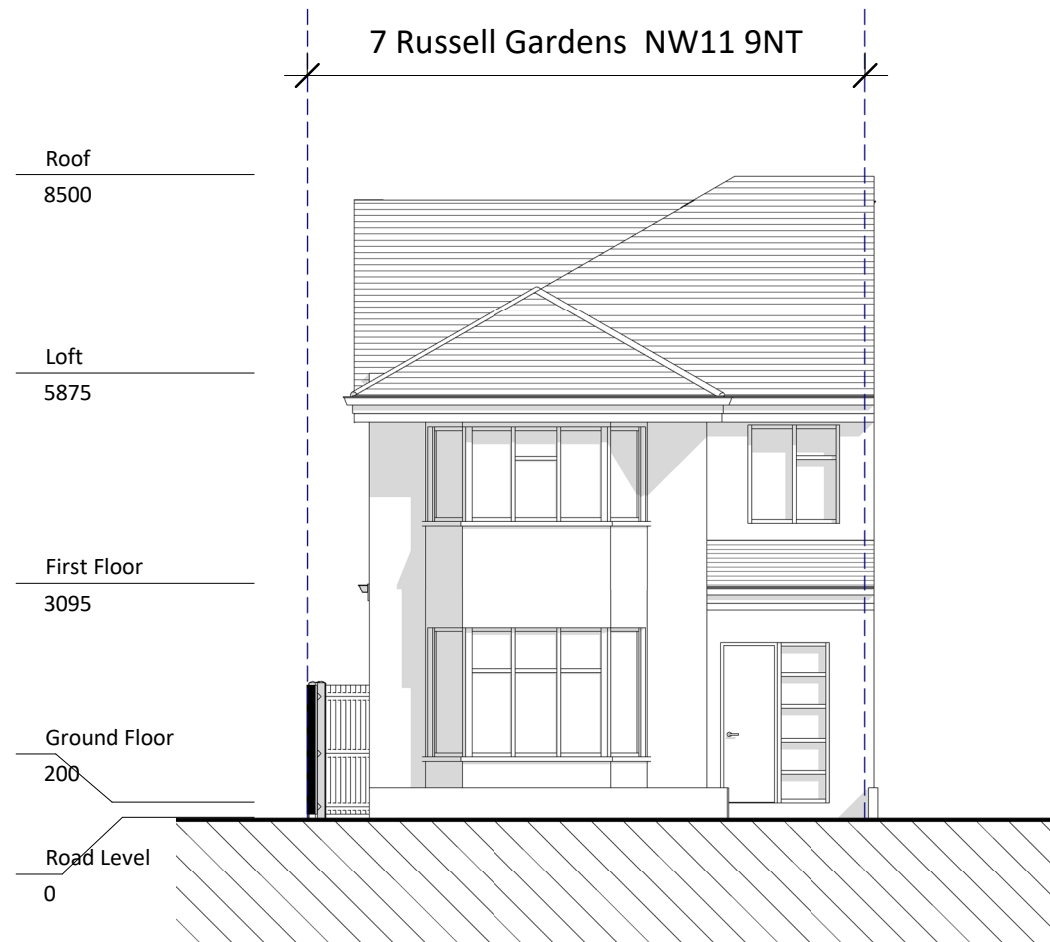 7 Russell Gardens NW11 9NT
Roof
8500
Loft
5875
First Floor
3095
Ground Floor
200
Road Level
0